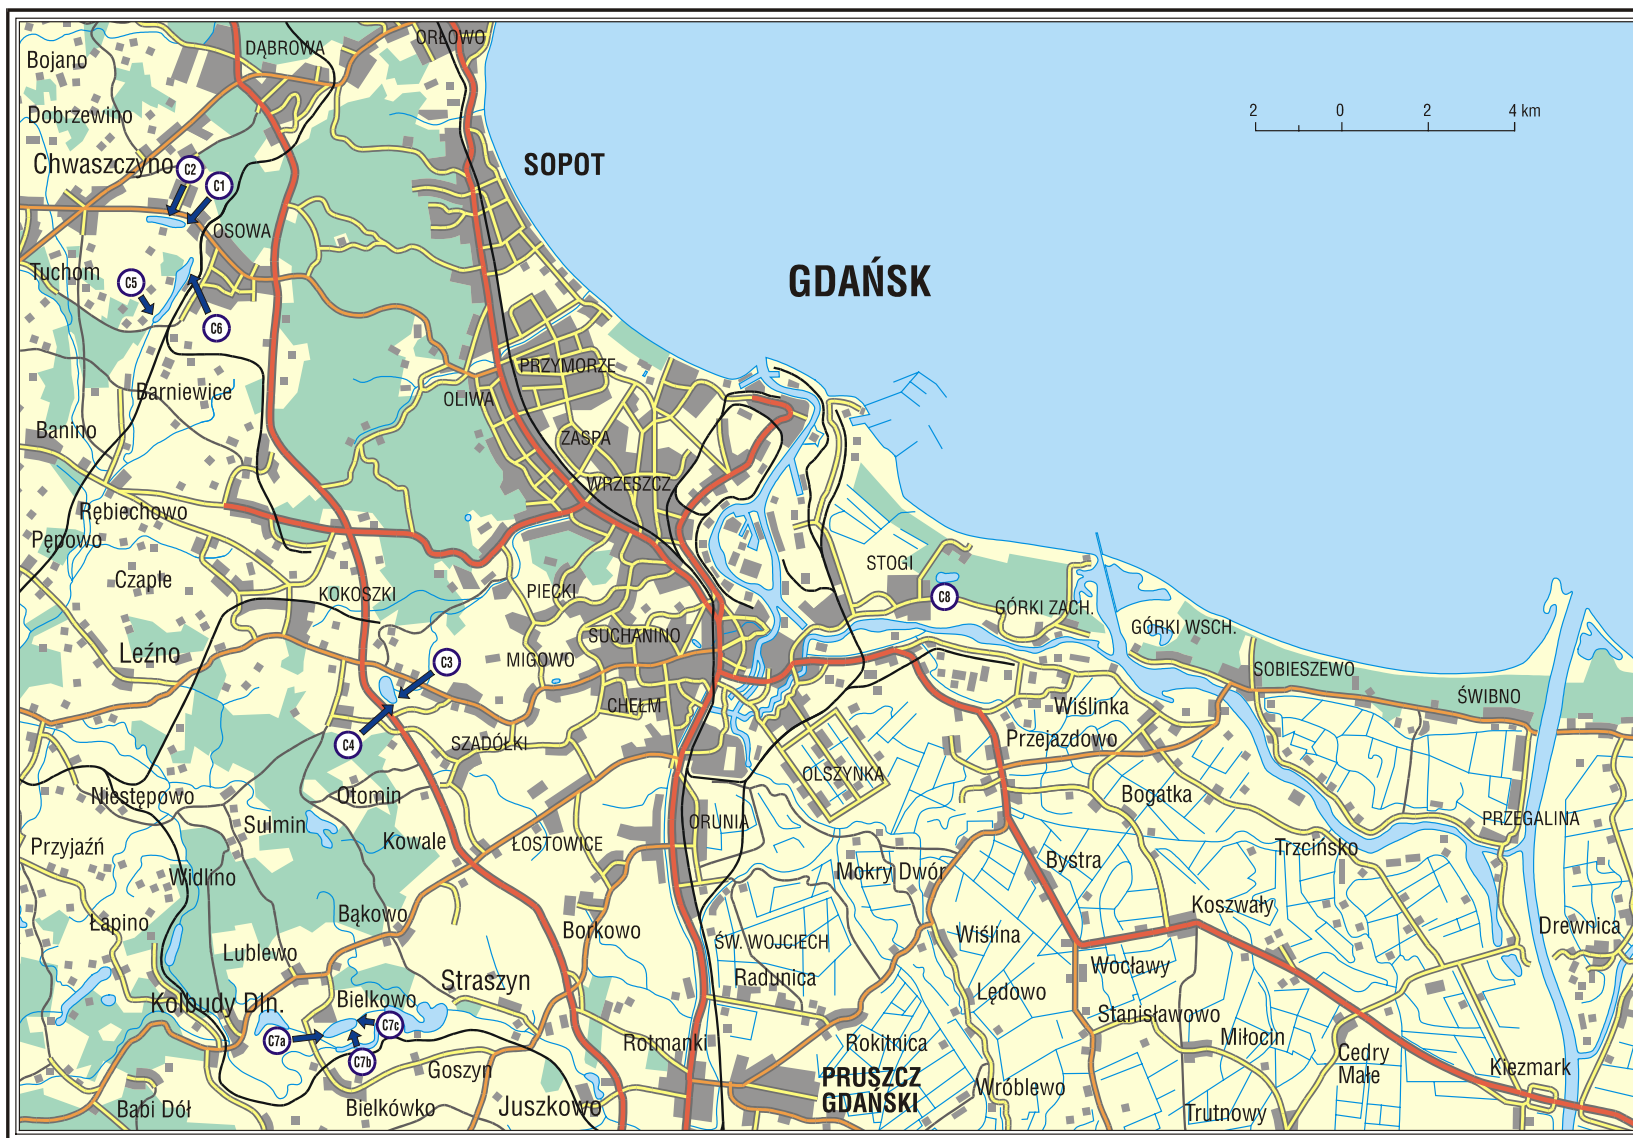 ORŁOWO
DĄBROWA
Bojano
2 0 2 4 km
Dobrzewino
Chwaszczyno
C2
SOPOT
C1
OSOWA
Tuchom
GDAŃSK
C5
C6
PRZYMORZE
Barniewice
OLIWA
Banino
ZASPA
WRZESZCZ
Rębiechowo
Pępowo
STOGI
Czaple
KOKOSZKI
PIECKI
C8
GÓRKI ZACH.
GÓRKI WSCH.
SUCHANINO
Leźno
MIGOWO
C3
SOBIESZEWO
ŚWIBNO
CHEŁM
Wiślinka
C4
SZADÓŁKI
Przejazdowo
OLSZYNKA
Niestępowo
Otomin
Bogatka
Sulmin
ORUNIA
PRZEGALINA
Przyjaźń
Kowale
ŁOSTOWICE
Trzcińsko
Bystra
Mokry Dwór
Widlino
Koszwały
Łapino
Bąkowo
Borkowo
Wiślina
Drewnica
ŚW. WOJCIECH
Lublewo
Wocławy
Straszyn
Radunica
Lędowo
Kolbudy Dln.
Bielkowo
Stanisławowo
C7c
Miłocin
C7a
Rotmanki
Rokitnica
Cedry
Małe
C7b
Goszyn
Kiezmark
PRUSZCZ
GDAŃSKI
Wróblewo
Babi Dół
Bielkówko
Juszkowo
Trutnowy